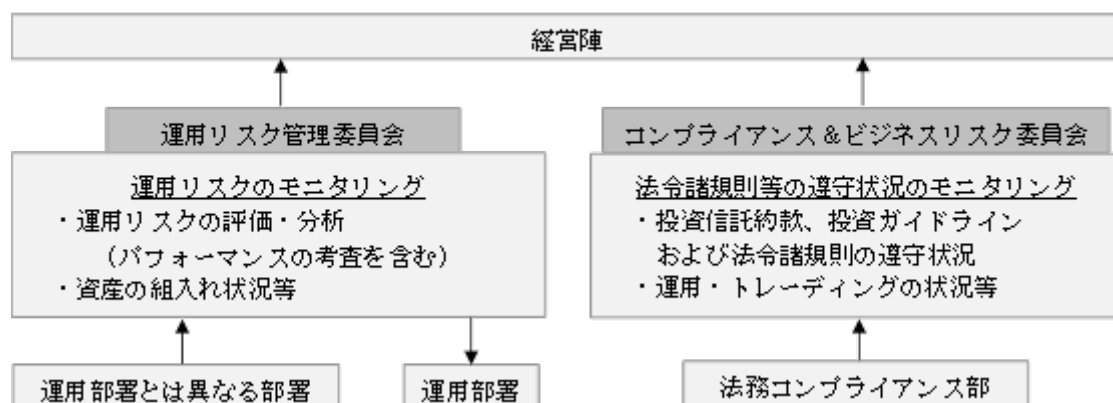 経営陣
運用リスク管理委員会
運用リスクのモニタリング
・運用リスクの評価・分析
（パフォーマンスの考査を含む）
・資産の組入れ状況等
運用部署とは異なる部署
運用部署
コンプライアンス＆ビジネスリスク委員会
法令諸規則等の遵守状況のモニタリング
・投資信託約款、投資ガイドライン
および法令諸規則の遵守状況
・運用・トレーディングの状況等
法務コンプライアンス部